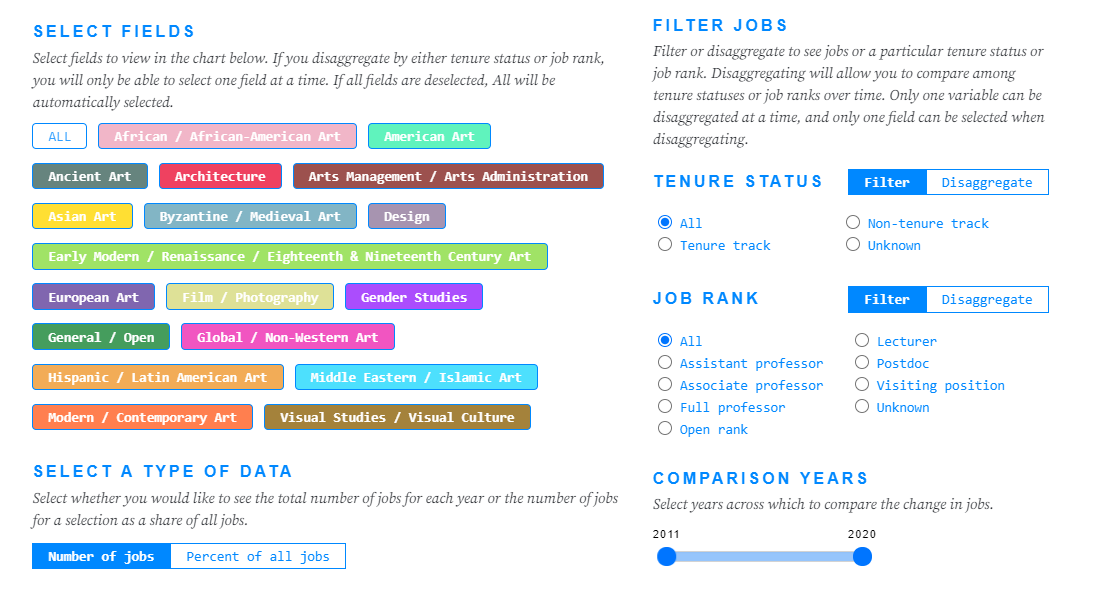 SELECT FIELDS
Select fields to view in the chart below. If you disaggregate by either tenure status or job rank,
you will only be able to select one field at a time. If all fields are deselected, All will be
automatically selected.
ALL
African / African-American Art
American Art
Ancient Art
Architecture
Arts Management / Arts Administration
Asian Art
Byzantine / Medieval Art
Design
Early Modern / Renaissance / Eighteenth & Nineteenth Century Art
European Art
Film / Photography
Gender Studies
General / Open
Global / Non-Western Art
Hispanic / Latin American Art
Middle Eastern / Islamic Art
Modern / Contemporary Art
Visual Studies / Visual Culture
SELECT A TYPE OF DATA
Select whether you would like to see the total number of jobs for each year or the number of jobs
for a selection as a share of all jobs.
Number of jobs
Percent of all jobs
FILTER JOBS
Filter or disaggregate to see jobs or a particular tenure status or
job rank. Disaggregating will allow you to compare among
tenure statuses or job ranks over time. Only one variable can be
disaggregated at a time, and only one field can be selected when
disaggregating.
TENURE STATUS
Filter
Disaggregate
All
Non-tenure track
Tenure track
Unknown
JOB RANK
Filter
Disaggregate
All
Lecturer
Assistant professor
Postdoc
Associate professor
Visiting position
Full professor
Unknown
Open rank
COMPARISON YEARS
Select years across which to compare the change in jobs.
2011
2020